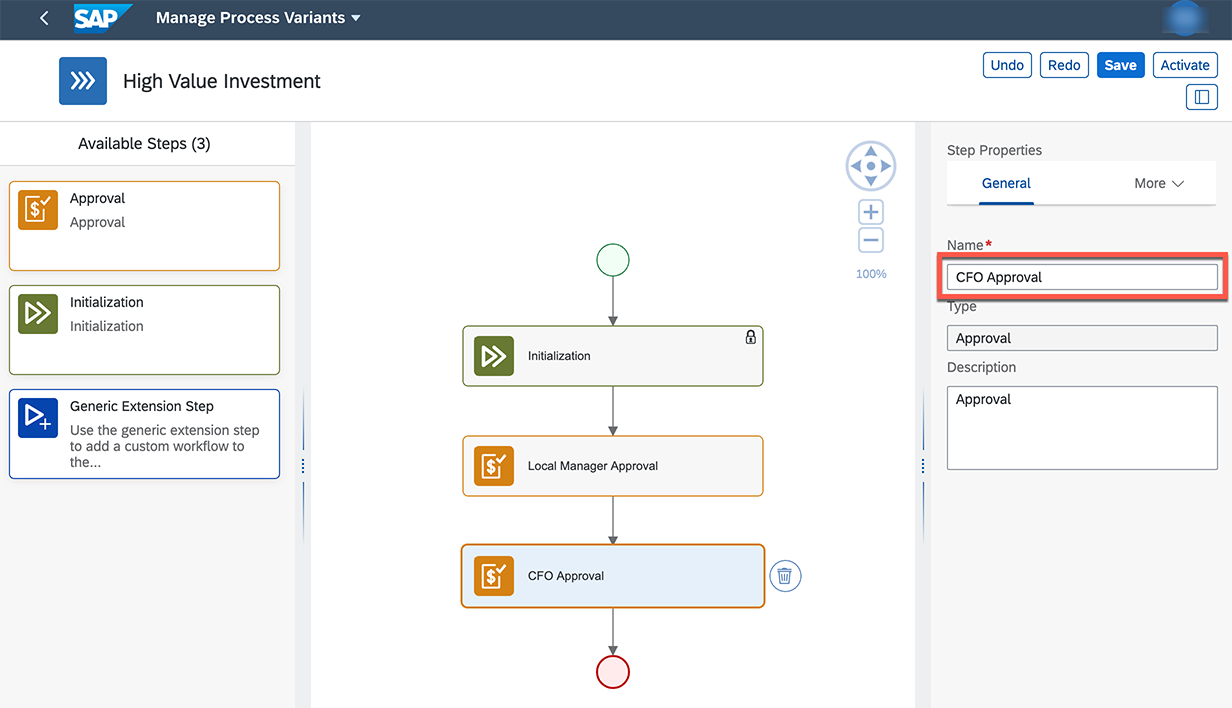 SAP
Manage Process Variants
High Value Investment
Undo
Redo
Save
Activate
Available Steps (3)
Approval
Approval
Initialization
Initialization
Generic Extension Step
Use the generic extension step
to add a custom workflow to
the...
100%
Initialization
Local Manager Approval
CFO Approval
Step Properties
General
More
Name*
CFO Approval
Type
Approval
Description
Approval